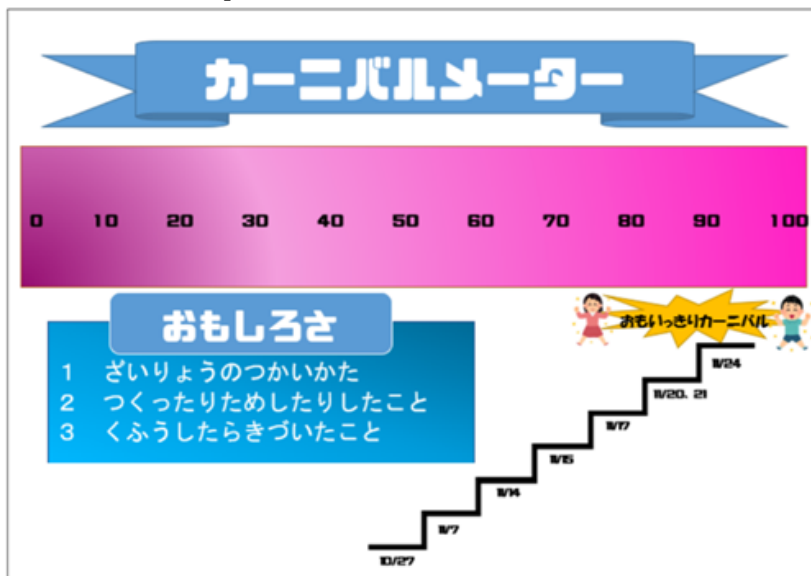 カーニバルメーター
0 10 20 30 40 50 60 70 80 90 100
おもしろさ
1 ざいりょうのつかいかた
2 つくったりためしたりしたこと
3 くふうしたらきづいたこと
おもいっきりカーニバル
11/24
11/20、21
11/17
11/15
11/14
11/7
10/27